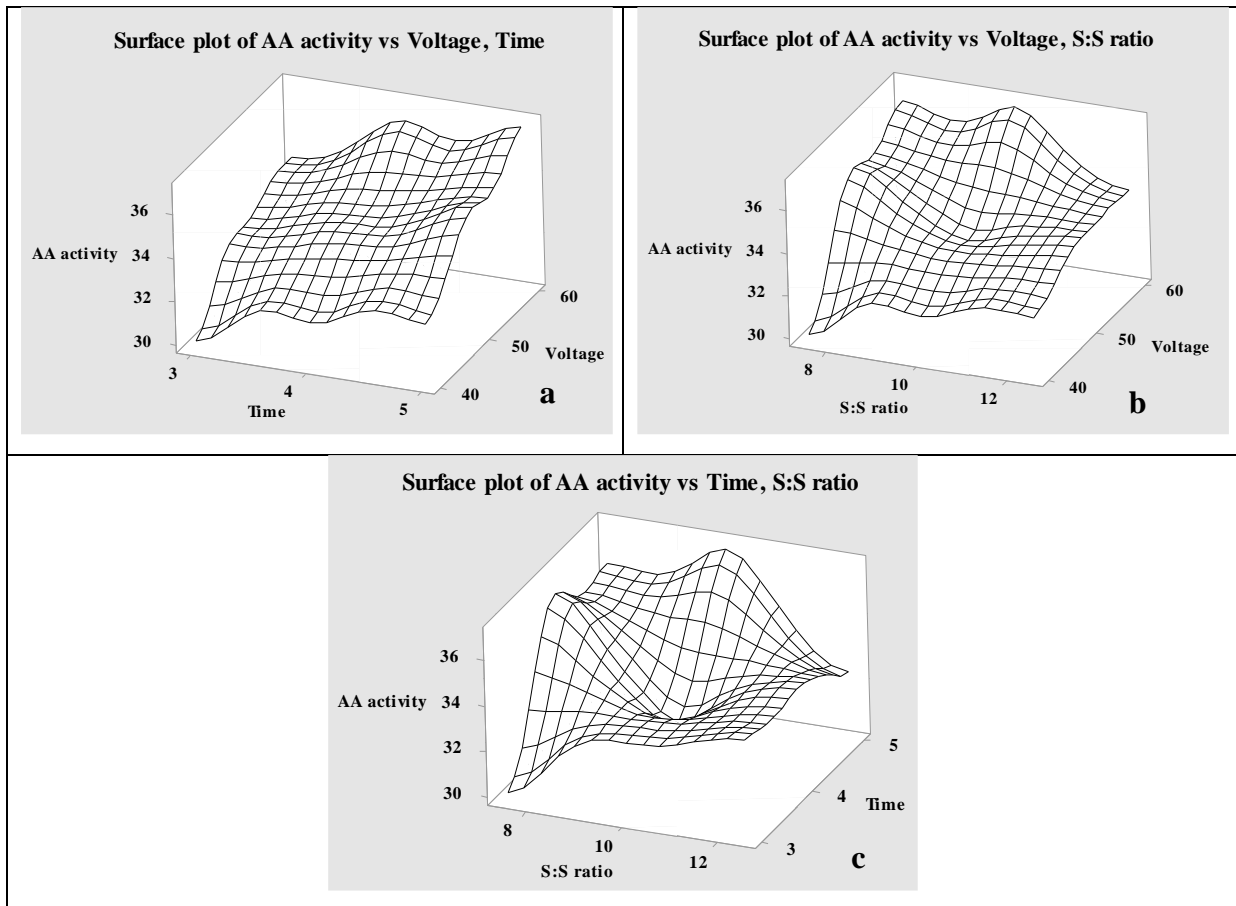 Surface plot of AA activity vs Voltage, Time
36
34
32
30
AA activity
3
4
5
Time
40
50
60
Voltage
a
Surface plot of AA activity vs Voltage, S:S ratio
36
34
32
30
AA activity
8
10
12
S:S ratio
40
50
60
Voltage
b
Surface plot of AA activity vs Time, S:S ratio
36
34
32
30
AA activity
8
10
12
S:S ratio
3
4
5
Time
c